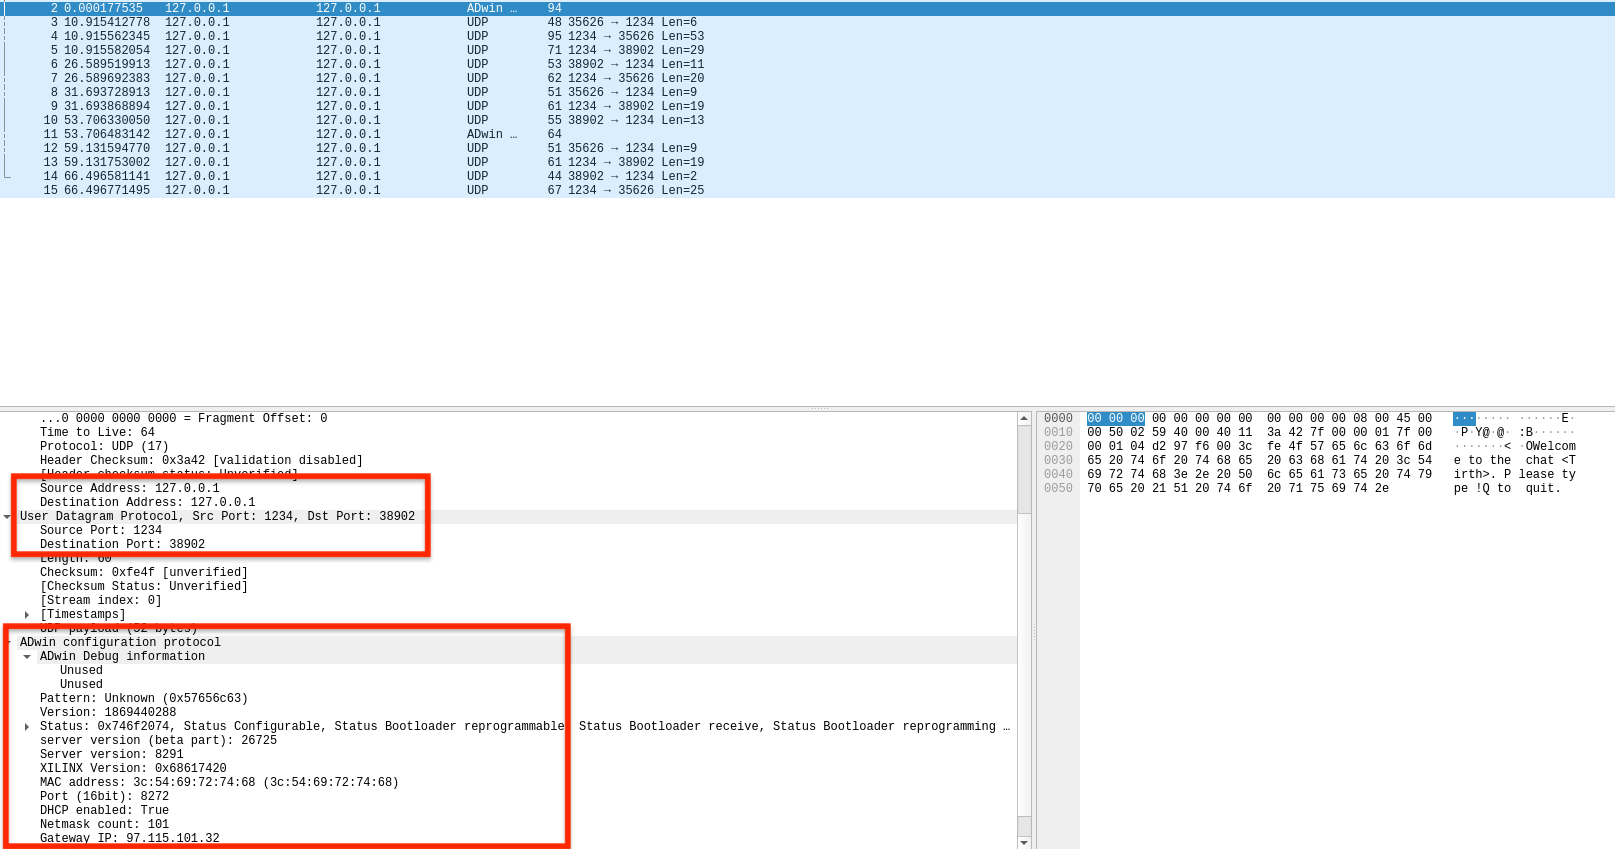 2 0.000177535 127.0.0.1 127.0.0.1 ADwin … 94
3 10.915412778 127.0.0.1 127.0.0.1 UDP 48 35626 → 1234 Len=6
4 10.915562345 127.0.0.1 127.0.0.1 UDP 95 1234 → 35626 Len=53
5 10.915582054 127.0.0.1 127.0.0.1 UDP 71 1234 → 38902 Len=29
6 26.589519913 127.0.0.1 127.0.0.1 UDP 53 38902 → 1234 Len=11
7 26.589692383 127.0.0.1 127.0.0.1 UDP 62 1234 → 35626 Len=20
8 31.693728913 127.0.0.1 127.0.0.1 UDP 51 35626 → 1234 Len=9
9 31.693868894 127.0.0.1 127.0.0.1 UDP 61 1234 → 38902 Len=19
10 53.706330050 127.0.0.1 127.0.0.1 UDP 55 38902 → 1234 Len=13
11 53.706483142 127.0.0.1 127.0.0.1 ADwin … 64
12 59.131594770 127.0.0.1 127.0.0.1 UDP 51 35626 → 1234 Len=9
13 59.131753002 127.0.0.1 127.0.0.1 UDP 61 1234 → 38902 Len=19
14 66.496581141 127.0.0.1 127.0.0.1 UDP 44 38902 → 1234 Len=2
15 66.496771495 127.0.0.1 127.0.0.1 UDP 67 1234 → 35626 Len=25
...0 0000 0000 0000 = Fragment Offset: 0
Time to Live: 64
Protocol: UDP (17)
Header Checksum: 0x3a42 [validation disabled]
[Header checksum status: Unverified]
Source Address: 127.0.0.1
Destination Address: 127.0.0.1
User Datagram Protocol, Src Port: 1234, Dst Port: 38902
Source Port: 1234
Destination Port: 38902
Length: 60
Checksum: 0xfe4f [unverified]
[Checksum Status: Unverified]
[Stream index: 0]
[Timestamps]
UDP payload (52 bytes)
ADwin configuration protocol
ADwin Debug information
Unused
Unused
Pattern: Unknown (0x57656c63)
Version: 1869440288
Status: 0x746f2074, Status Configurable, Status Bootloader reprogrammable, Status Bootloader receive, Status Bootloader reprogramming …
server version (beta part): 26725
Server version: 8291
XILINX Version: 0x68617420
MAC address: 3c:54:69:72:74:68 (3c:54:69:72:74:68)
Port (16bit): 8272
DHCP enabled: True
Netmask count: 101
Gateway IP: 97.115.101.32
0000 00 00 00 00 00 00 00 00 00 00 00 00 08 00 45 00 ··············E·
0010 00 50 02 59 40 00 40 11 3a 42 7f 00 00 01 7f 00 ·P·Y@·@· :B······
0020 00 01 04 d2 97 f6 00 3c fe 4f 57 65 6c 63 6f 6d ·······< ·OWelcom
0030 65 20 74 6f 20 74 68 65 20 63 68 61 74 20 3c 54 e to the chat <T
0040 69 72 74 68 3e 2e 20 50 6c 65 61 73 65 20 74 79 irth>. P lease ty
0050 70 65 20 21 51 20 74 6f 20 71 75 69 74 2e pe !Q to quit.